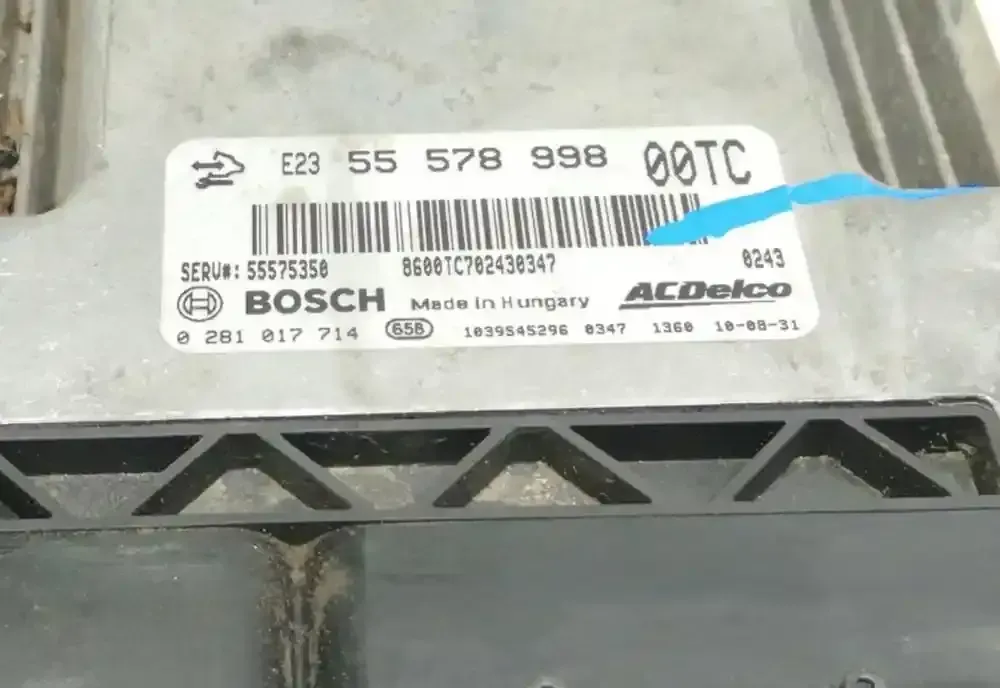 E23 55 578 998 00TC
SERV#: 55575350 8600TC702430347 0243
BOSCH Made in Hungary ACDelco
0 281 017 714 65B 1039S45296 0347 1360 10-08-31